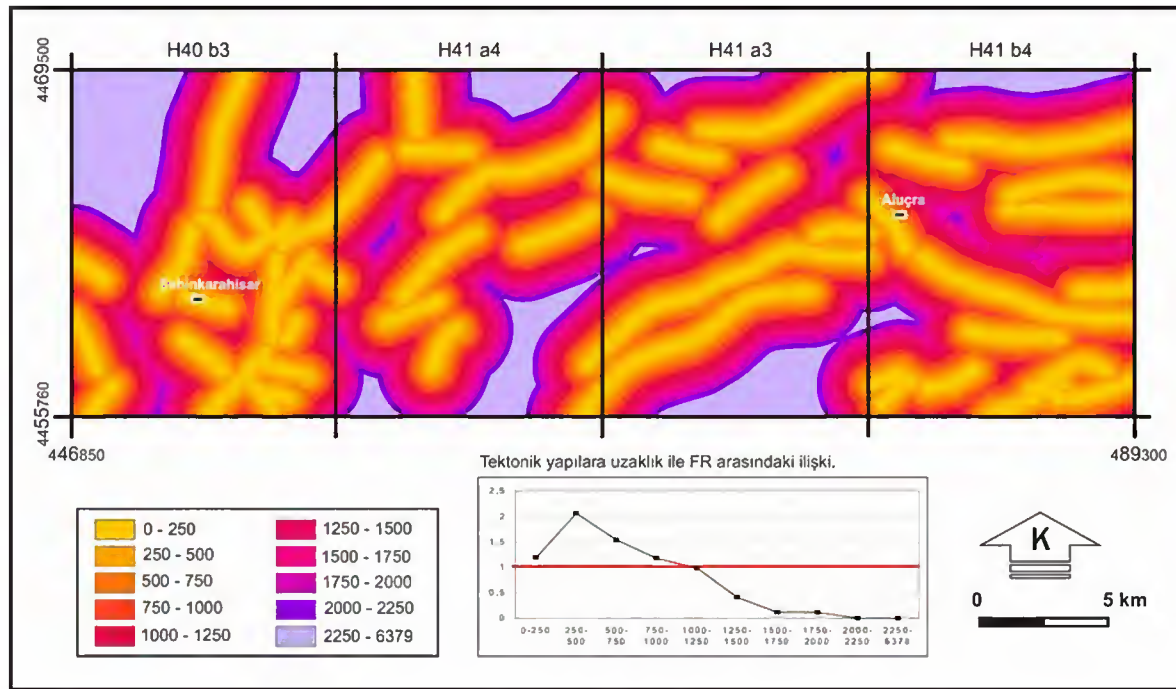 H40 b3 H41 a4 H41 a3 H41 b4
4469500
4455760
446850 489300
Şebinkarahisar
Aluçra
Tektonik yapılara uzaklık ile FR arasındaki ilişki.
0 - 250 1250 - 1500
250 - 500 1500 - 1750
500 - 750 1750 - 2000
750 - 1000 2000 - 2250
1000 - 1250 2250 - 6379
2.5
2
1.5
1
0.5
0
0-250 250-500 500-750 750-1000 1000-1250 1250-1500 1500-1750 1750-2000 2000-2250 2250-6378
K
0 5 km